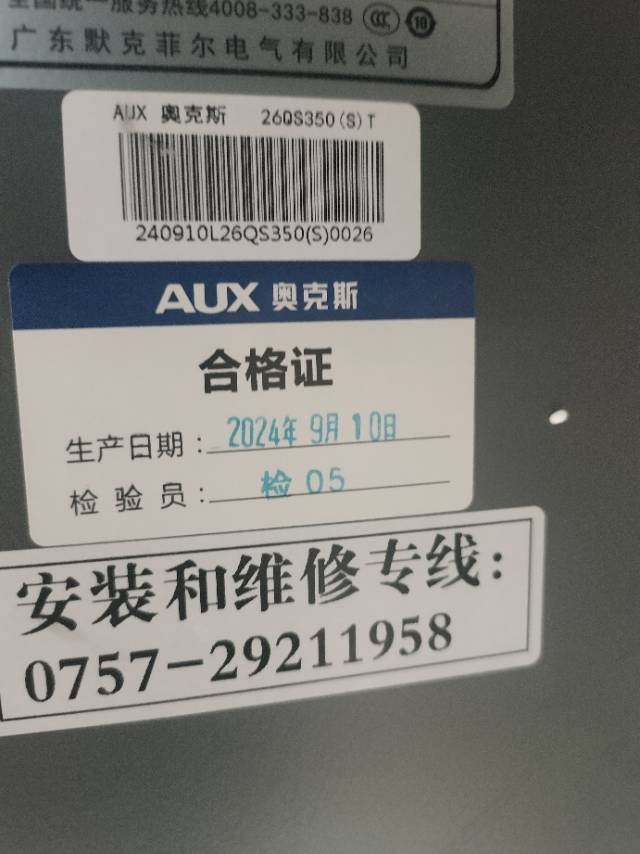 全国统一服务热线4008-333-838
广东默克菲尔电气有限公司
AUX 奥克斯 26QS350(S)T
240910L26QS350(S)0026
AUX 奥克斯
合格证
生产日期：2024年9月10日
检验员：检05
安装和维修专线：
0757-29211958